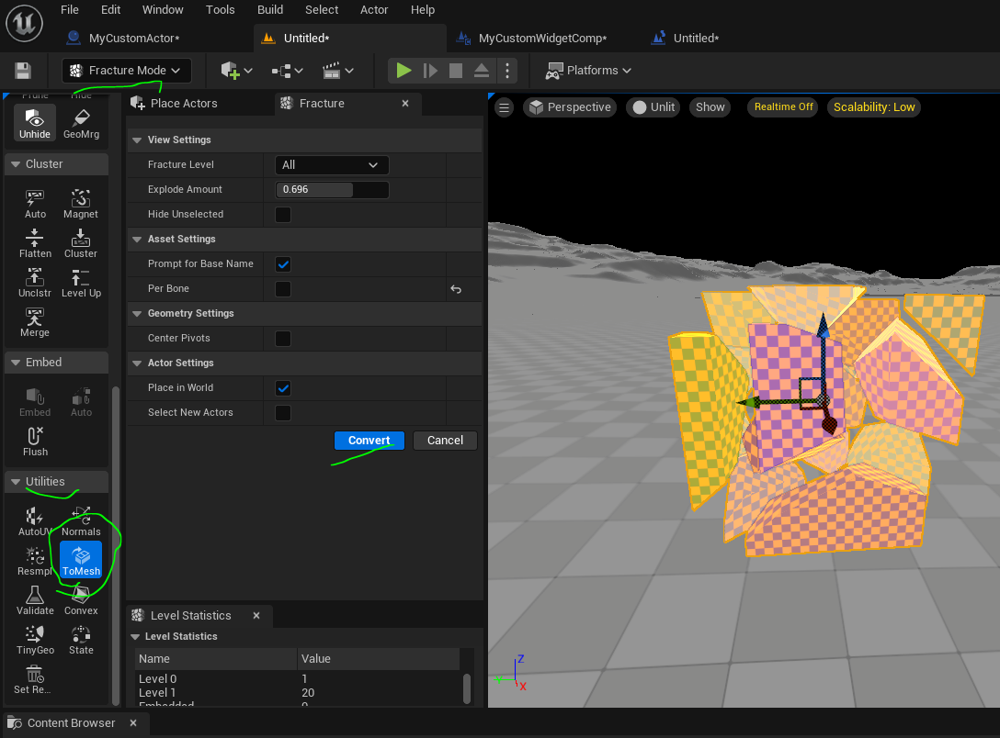 File Edit Window Tools Build Select Actor Help
MyCustomActor* Untitled* MyCustomWidgetComp* Untitled*
Fracture Mode Platforms
Prune Hide
Unhide GeoMrg
Cluster
Auto Magnet
Flatten Cluster
Unclstr Level Up
Merge
Embed
Embed Auto
Flush
Utilities
AutoUV Normals
Resmpl ToMesh
Validate Convex
TinyGeo State
Set Re...
Place Actors Fracture
View Settings
Fracture Level All
Explode Amount 0.696
Hide Unselected
Asset Settings
Prompt for Base Name
Per Bone
Geometry Settings
Center Pivots
Actor Settings
Place in World
Select New Actors
Convert Cancel
Level Statistics
Level Statistics
Name Value
Level 0 1
Level 1 20
Embedded 0
Perspective Unlit Show Realtime Off Scalability: Low
Z
X
Content Browser